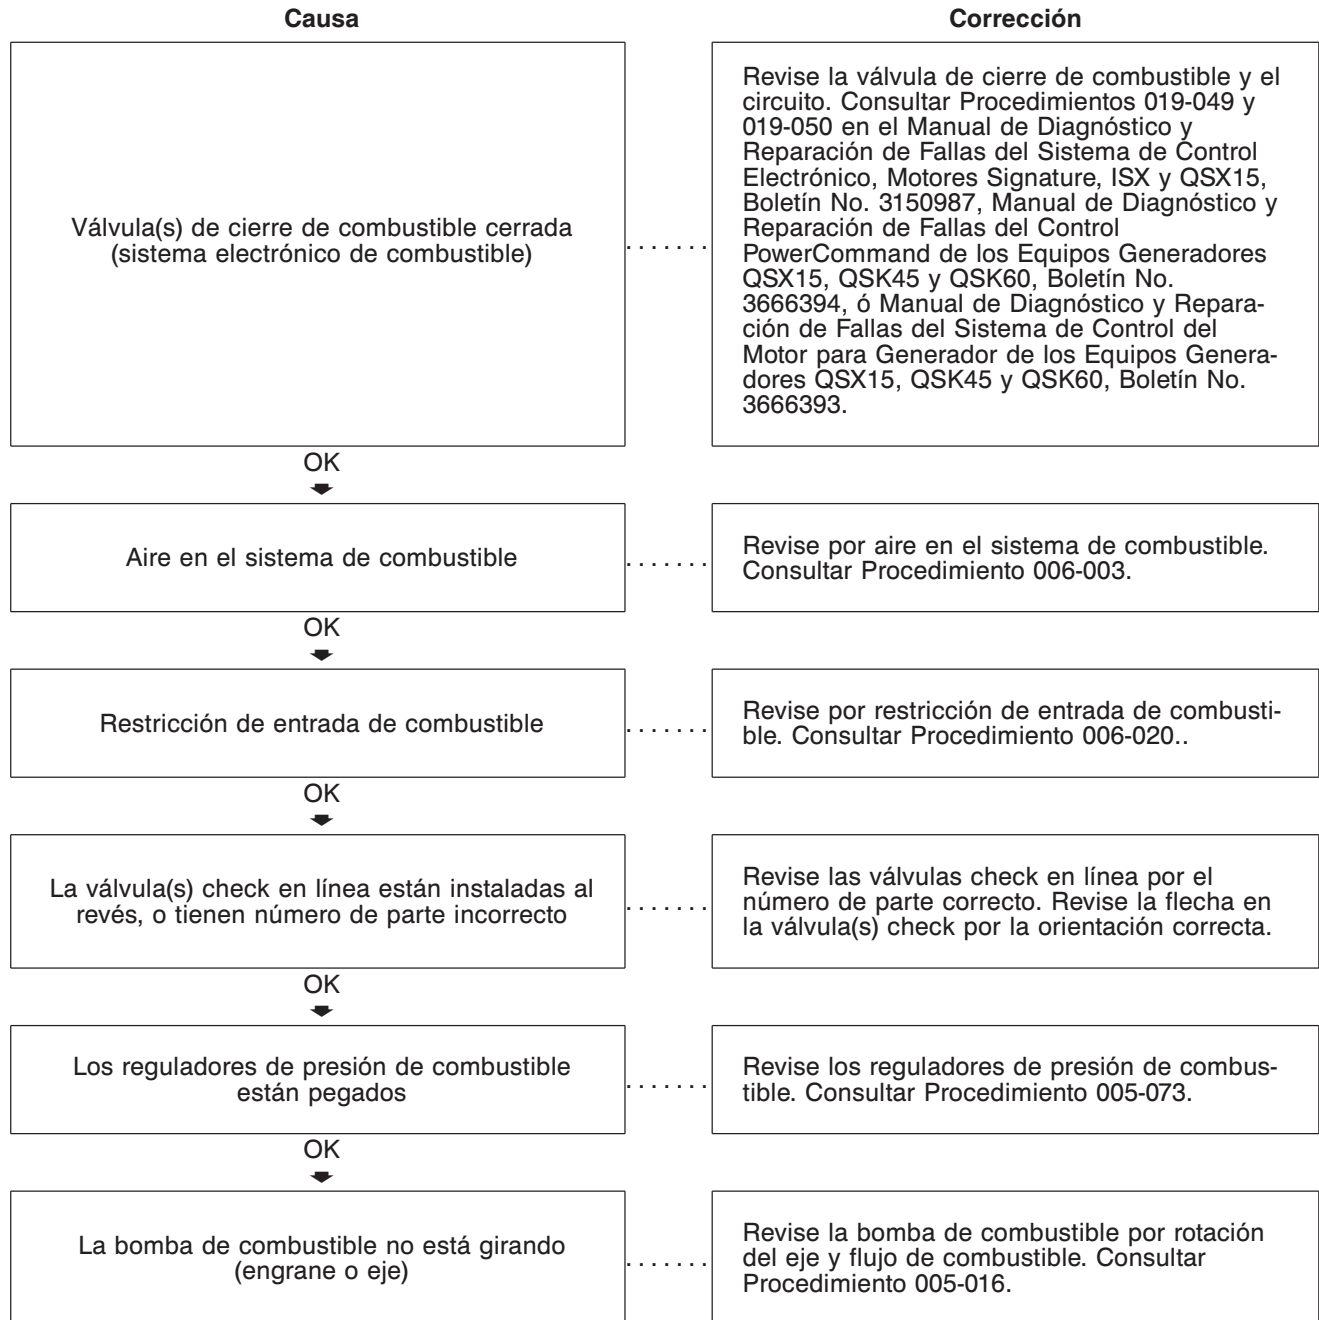 Causa
Corrección
Válvula(s) de cierre de combustible cerrada
(sistema electrónico de combustible)
. . . . . . .
Revise la válvula de cierre de combustible y el
circuito. Consultar Procedimientos 019-049 y
019-050 en el Manual de Diagnóstico y
Reparación de Fallas del Sistema de Control
Electrónico, Motores Signature, ISX y QSX15,
Boletín No. 3150987, Manual de Diagnóstico y
Reparación de Fallas del Control
PowerCommand de los Equipos Generadores
QSX15, QSK45 y QSK60, Boletín No.
3666394, ó Manual de Diagnóstico y Repara-
ción de Fallas del Sistema de Control del
Motor para Generador de los Equipos Genera-
dores QSX15, QSK45 y QSK60, Boletín No.
3666393.
OK
Aire en el sistema de combustible
. . . . . . .
Revise por aire en el sistema de combustible.
Consultar Procedimiento 006-003.
OK
Restricción de entrada de combustible
. . . . . . .
Revise por restricción de entrada de combusti-
ble. Consultar Procedimiento 006-020..
OK
La válvula(s) check en línea están instaladas al
revés, o tienen número de parte incorrecto
. . . . . . .
Revise las válvulas check en línea por el
número de parte correcto. Revise la flecha en
la válvula(s) check por la orientación correcta.
OK
Los reguladores de presión de combustible
están pegados
. . . . . . .
Revise los reguladores de presión de combus-
tible. Consultar Procedimiento 005-073.
OK
La bomba de combustible no está girando
(engrane o eje)
. . . . . . .
Revise la bomba de combustible por rotación
del eje y flujo de combustible. Consultar
Procedimiento 005-016.